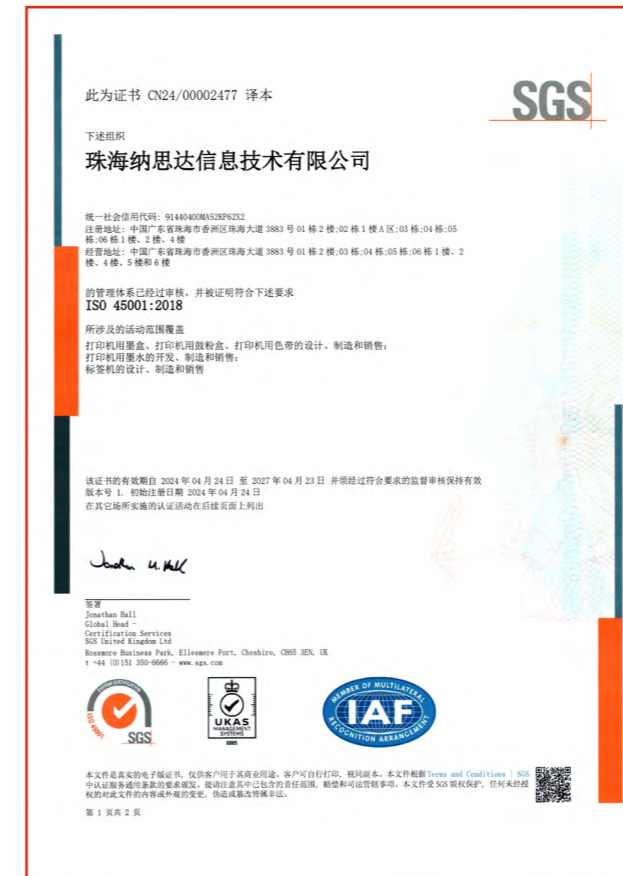 此为证书 CN24/00002477 译本
SGS
下述组织
珠海纳思达信息技术有限公司
统一社会信用代码: 91440400MA52KP62X2
注册地址: 中国广东省珠海市香洲区珠海大道 3883 号 01 栋 2 楼;02 栋 1 楼 A 区;03 栋;04 栋;05
栋;06 栋 1 楼、2 楼、4 楼
经营地址: 中国广东省珠海市香洲区珠海大道 3883 号 01 栋 2 楼;03 栋;04 栋;05 栋;06 栋 1 楼、2
楼、4 楼、5 楼和 6 楼
的管理体系已经过审核，并被证明符合下述要求
ISO 45001:2018
所涉及的活动范围覆盖
打印机用墨盒、打印机用鼓粉盒、打印机用色带的设计、制造和销售;
打印机用墨水的开发、制造和销售;
标签机的设计、制造和销售
该证书的有效期自 2024 年 04 月 24 日 至 2027 年 04 月 23 日 并须经过符合要求的监督审核保持有效
版本号 1. 初始注册日期 2024 年 04 月 24 日
在其它场所实施的认证活动在后续页面上列出
签署
Jonathan Hall
Global Head -
Certification Services
SGS United Kingdom Ltd
Rossmore Business Park, Ellesmere Port, Cheshire, CH65 3EN, UK
t +44 (0)151 350-6666 - www.sgs.com
SYSTEM CERTIFICATION
ISO 45001
SGS
UKAS
MANAGEMENT
SYSTEMS
0005
MEMBER OF MULTILATERAL
IAF
RECOGNITION ARRANGEMENT
本文件是真实的电子版证书，仅供客户用于其商业用途，客户可自行打印，视同副本。本文件根据 Terms and Conditions | SGS
中认证服务通用条款的要求颁发。提请注意其中已包含的责任范围，赔偿和司法管辖事项。本文件受 SGS 版权保护，任何未经授
权的对此文件的内容或外观的变更，伪造或篡改皆属非法。
第 1 页共 2 页